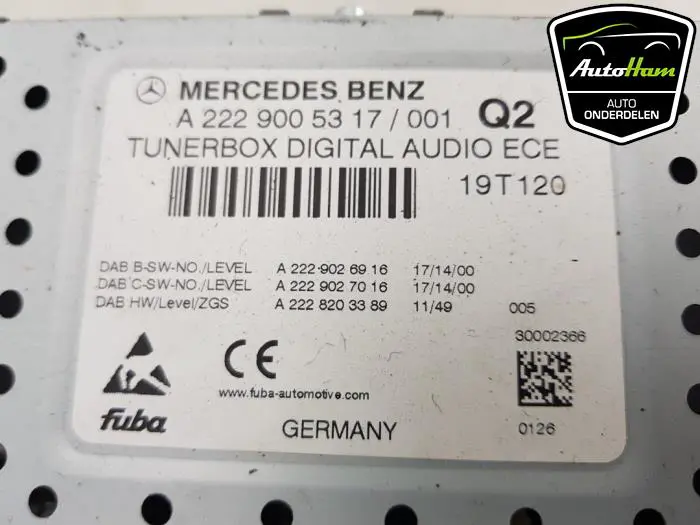 AutoHam
AUTO
ONDERDELEN
MERCEDES BENZ
A 222 900 53 17 / 001 Q2
TUNERBOX DIGITAL AUDIO ECE
19T120
DAB B-SW-NO./LEVEL A 222 902 69 16 17/14/00
DAB C-SW-NO./LEVEL A 222 902 70 16 17/14/00
DAB HW/Level/ZGS A 222 820 33 89 11/49 005
30002366
CE
www.fuba-automotive.com
fuba
GERMANY
0126